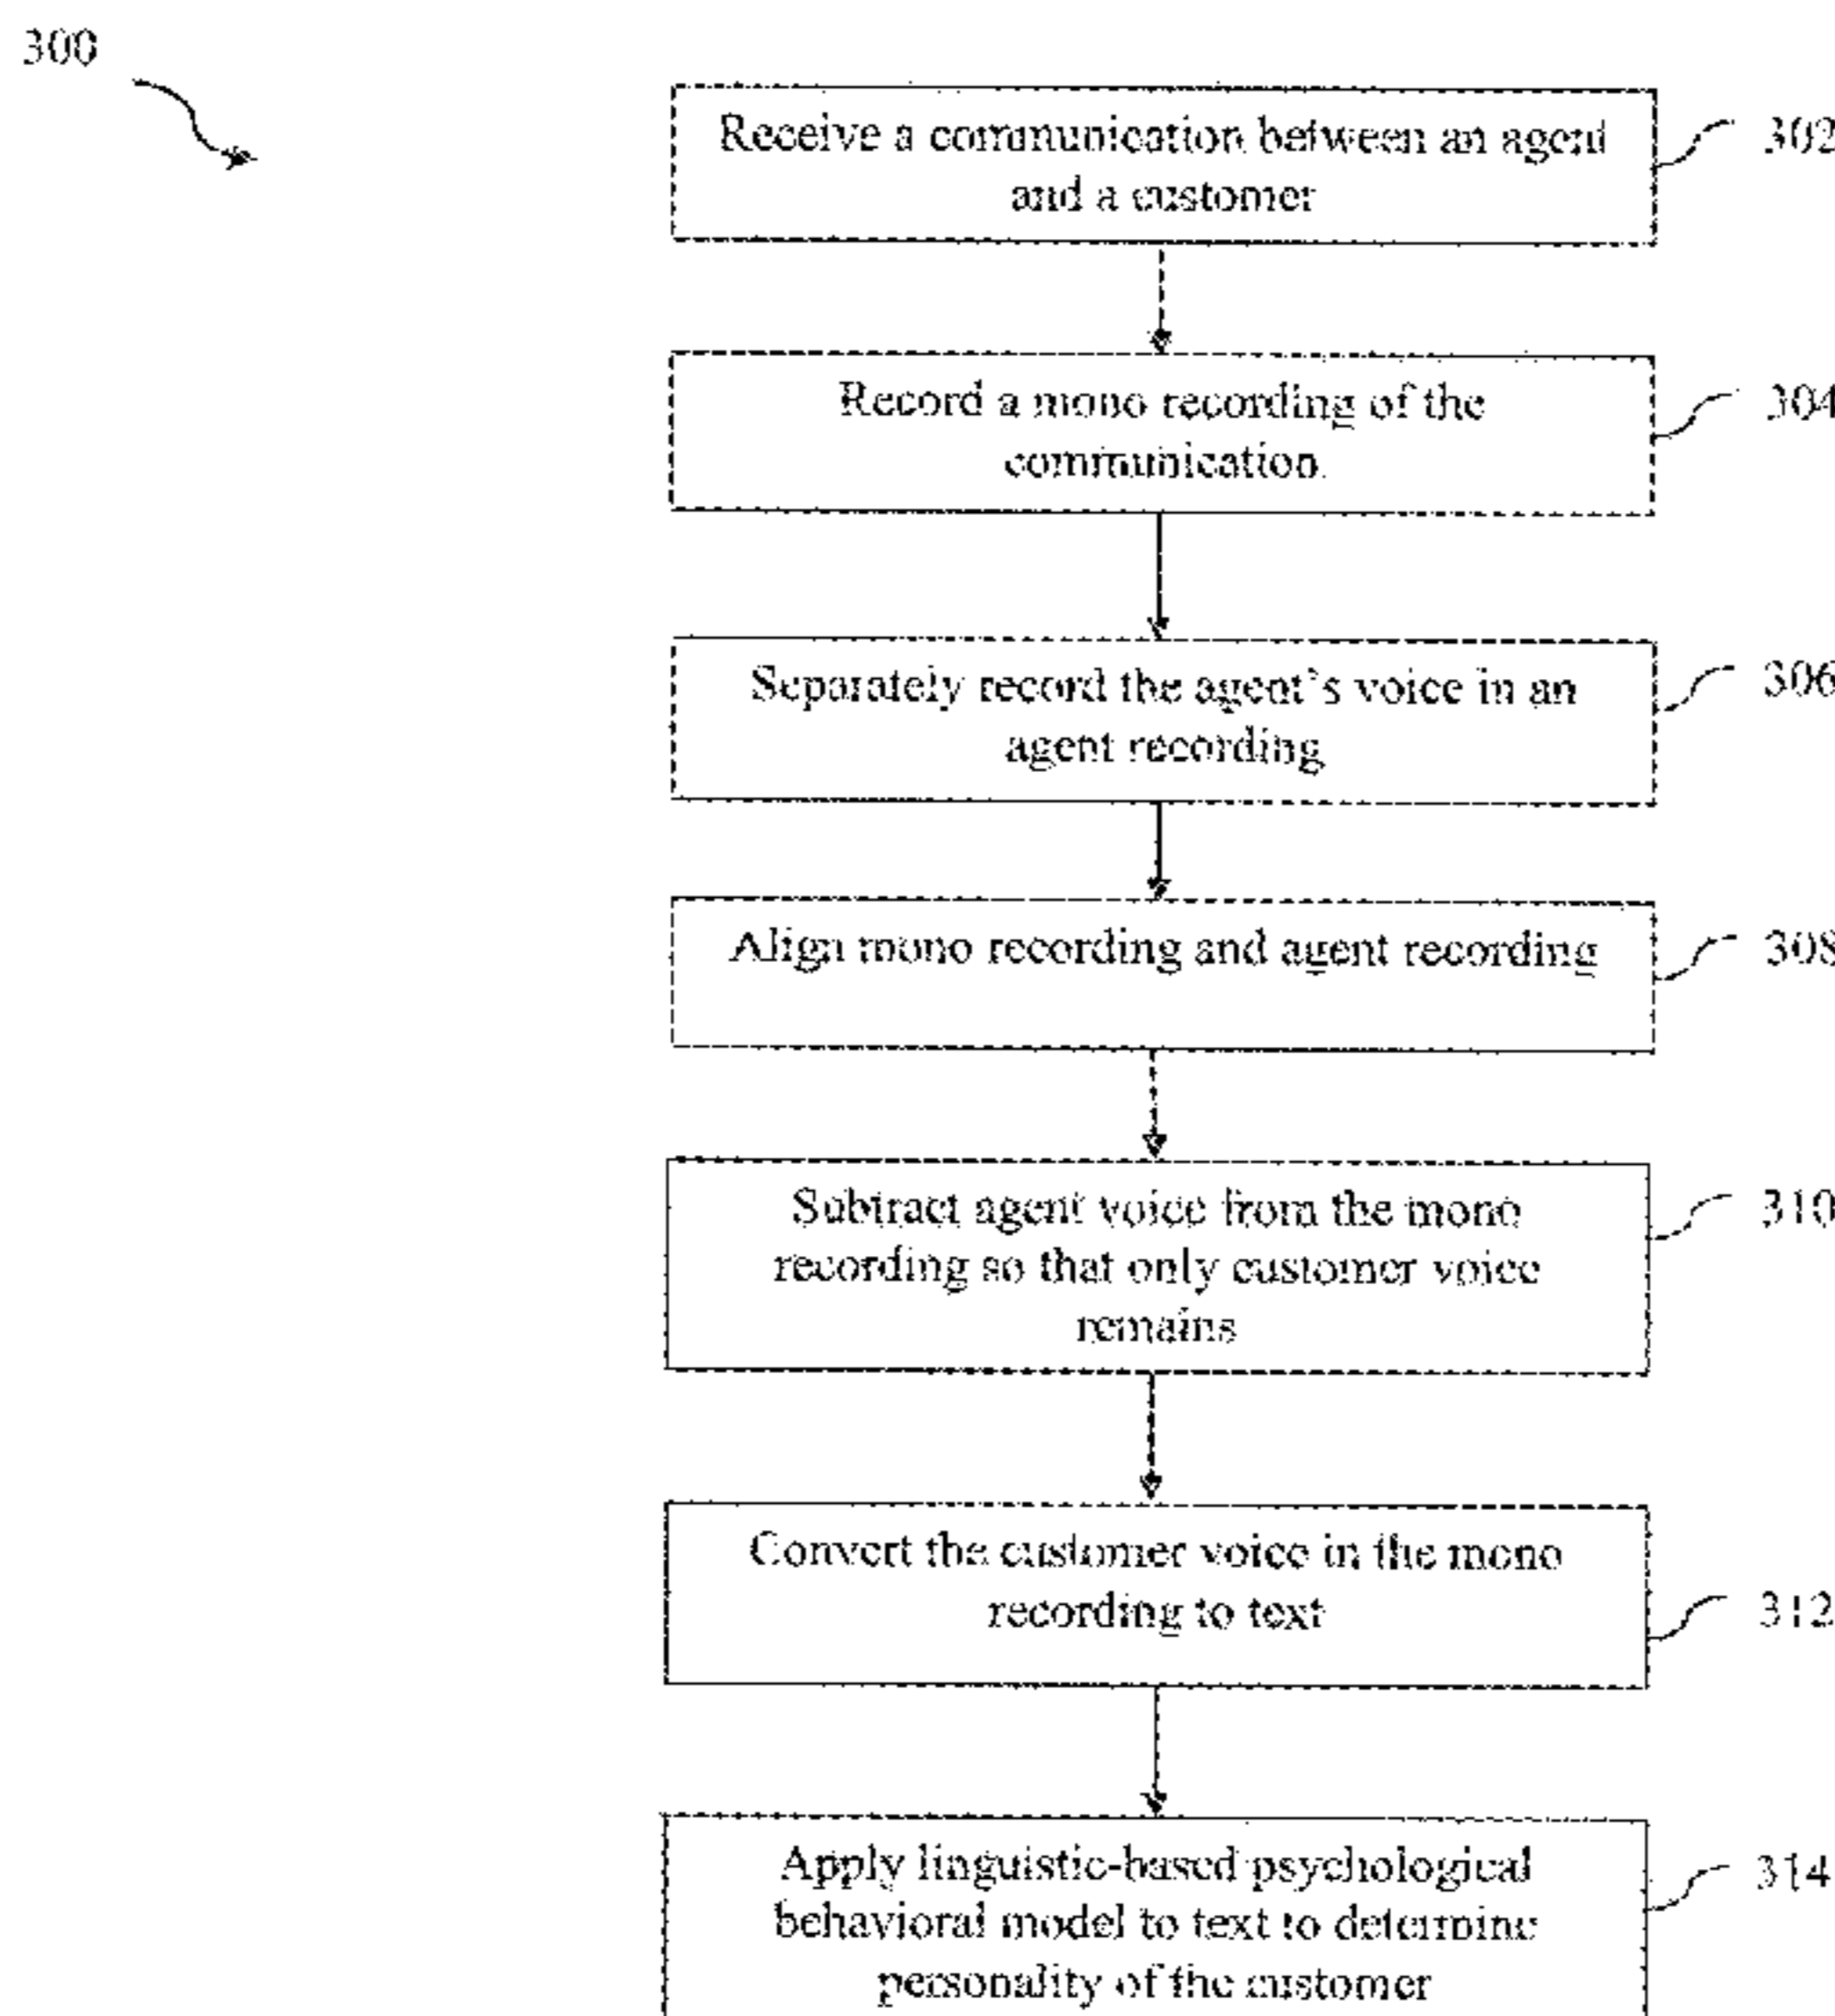 300
Receive a communication between an agent
and a customer
302
Record a mono recording of the
communication.
304
Separately record the agent's voice in an
agent recording
306
Align mono recording and agent recording
308
Subtract agent voice from the mono
recording so that only customer voice
remains
310
Convert the customer voice in the mono
recording to text
312
Apply linguistic-based psychological
behavioral model to text to determine
personality of the customer
314